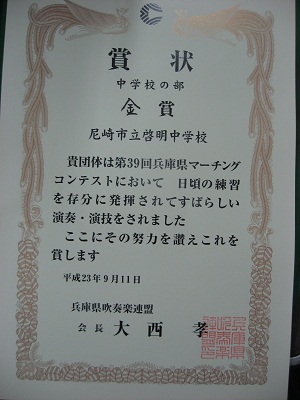 賞状
中学校の部
金賞
尼崎市立啓明中学校
貴団体は第39回兵庫県マーチング
コンテストにおいて 日頃の練習
を存分に発揮されてすばらしい
演奏・演技をされました
ここにその努力を讃えこれを
賞します
平成23年9月11日
兵庫県吹奏楽連盟
会長 大西孝